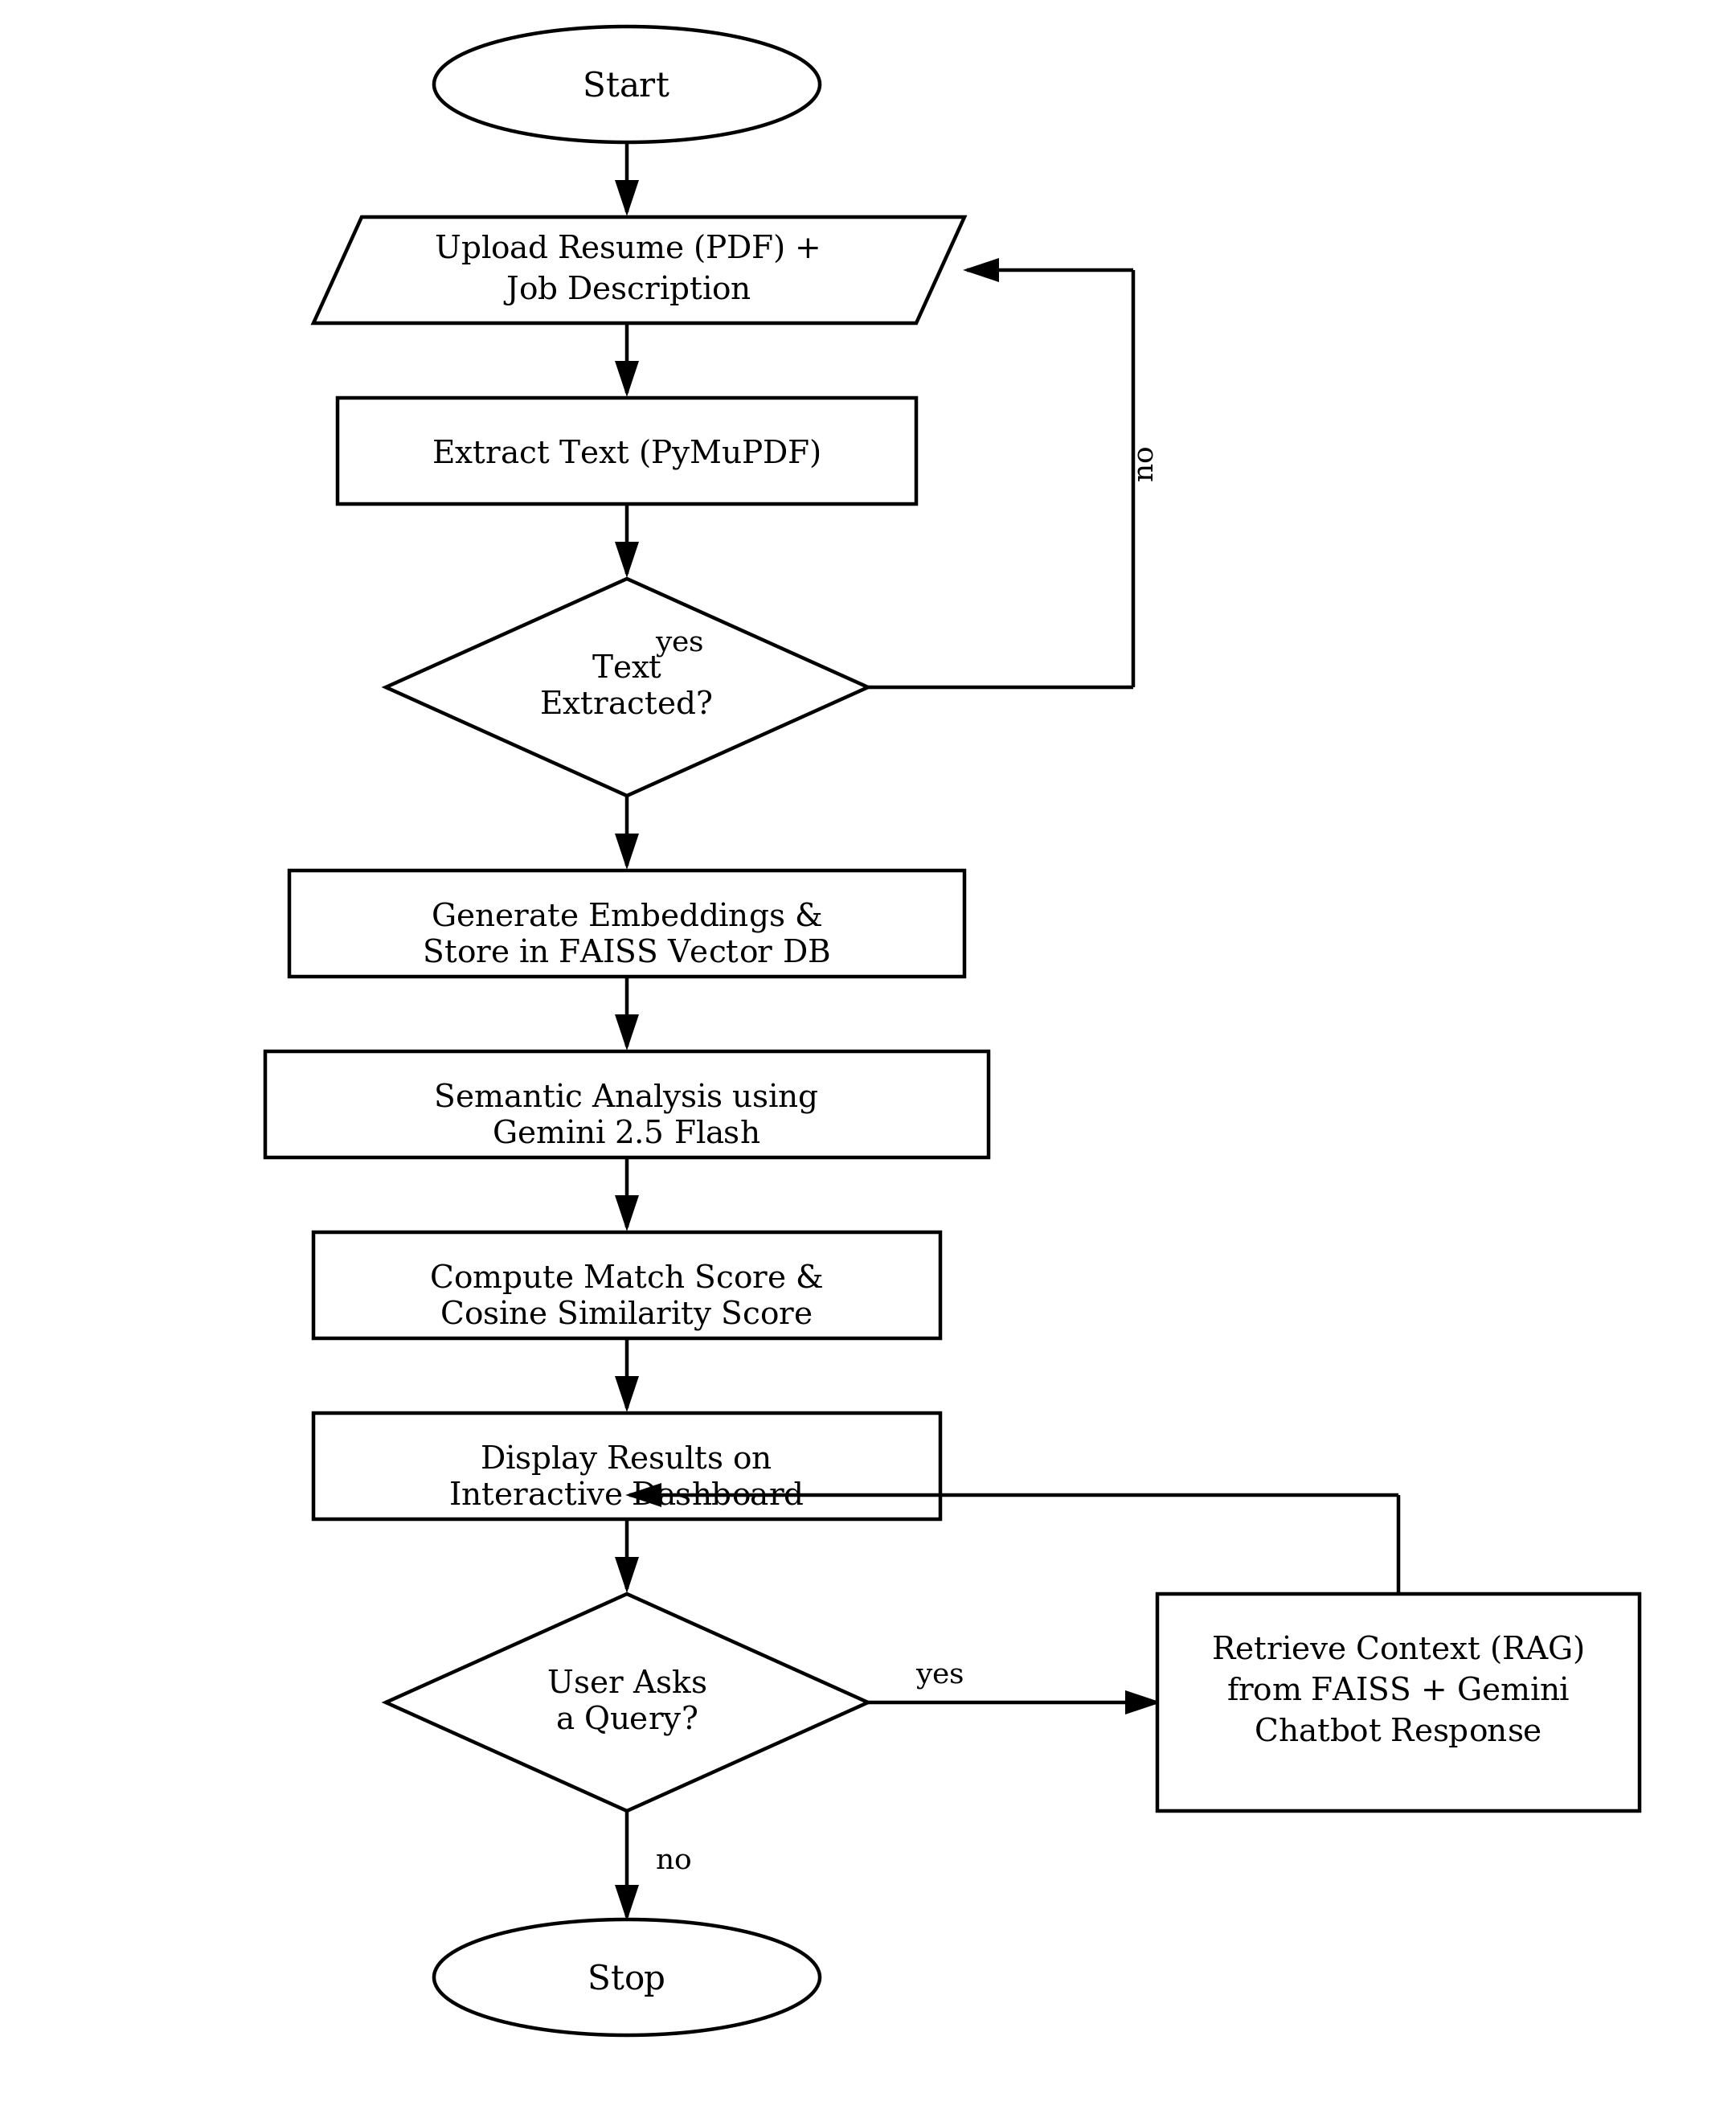 Start
Upload Resume (PDF) +
Job Description
Extract Text (PyMuPDF)
no
yes
Text
Extracted?
Generate Embeddings &
Store in FAISS Vector DB
Semantic Analysis using
Gemini 2.5 Flash
Compute Match Score &
Cosine Similarity Score
Display Results on
Interactive Dashboard
User Asks
a Query?
yes
Retrieve Context (RAG)
from FAISS + Gemini
Chatbot Response
no
Stop